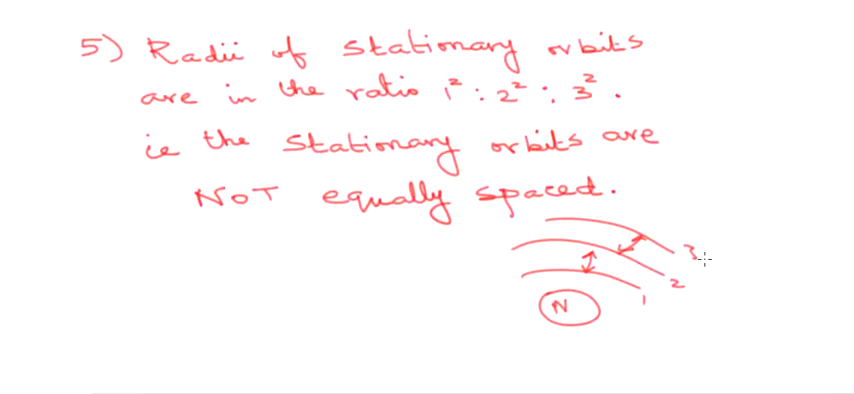 5) Radii of stationary orbits
are in the ratio 1² : 2² : 3² .
ie the stationary orbits are
NOT equally spaced.
3
2
1
N